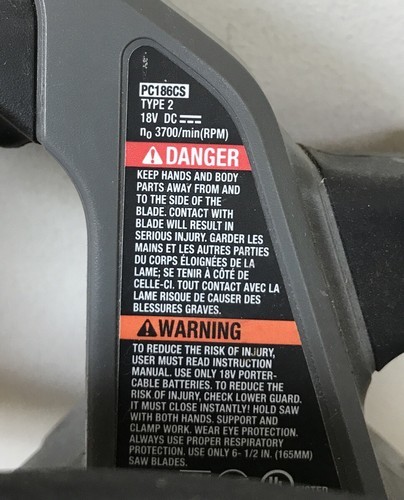 PC186CS
TYPE 2
18V DC
n0 3700/min(RPM)
DANGER
KEEP HANDS AND BODY
PARTS AWAY FROM AND
TO THE SIDE OF THE
BLADE. CONTACT WITH
BLADE WILL RESULT IN
SERIOUS INJURY. GARDER LES
MAINS ET LES AUTRES PARTIES
DU CORPS ÉLOIGNÉES DE LA
LAME; SE TENIR À CÔTÉ DE
CELLE-CI. TOUT CONTACT AVEC LA
LAME RISQUE DE CAUSER DES
BLESSURES GRAVES.
WARNING
TO REDUCE THE RISK OF INJURY,
USER MUST READ INSTRUCTION
MANUAL. USE ONLY 18V PORTER-
CABLE BATTERIES. TO REDUCE THE
RISK OF INJURY, CHECK LOWER GUARD.
IT MUST CLOSE INSTANTLY! HOLD SAW
WITH BOTH HANDS. SUPPORT AND
CLAMP WORK. WEAR EYE PROTECTION.
ALWAYS USE PROPER RESPIRATORY
PROTECTION. USE ONLY 6- 1/2 IN. (165MM)
SAW BLADES.